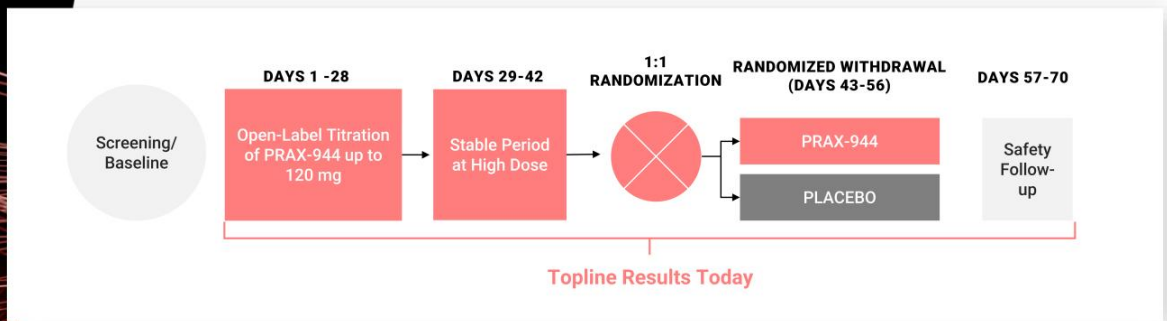 Screening/
Baseline
DAYS 1 -28
Open-Label Titration
of PRAX-944 up to
120 mg
DAYS 29-42
Stable Period
at High Dose
1:1
RANDOMIZATION
RANDOMIZED WITHDRAWAL
(DAYS 43-56)
PRAX-944
PLACEBO
DAYS 57-70
Safety
Follow-
up
Topline Results Today